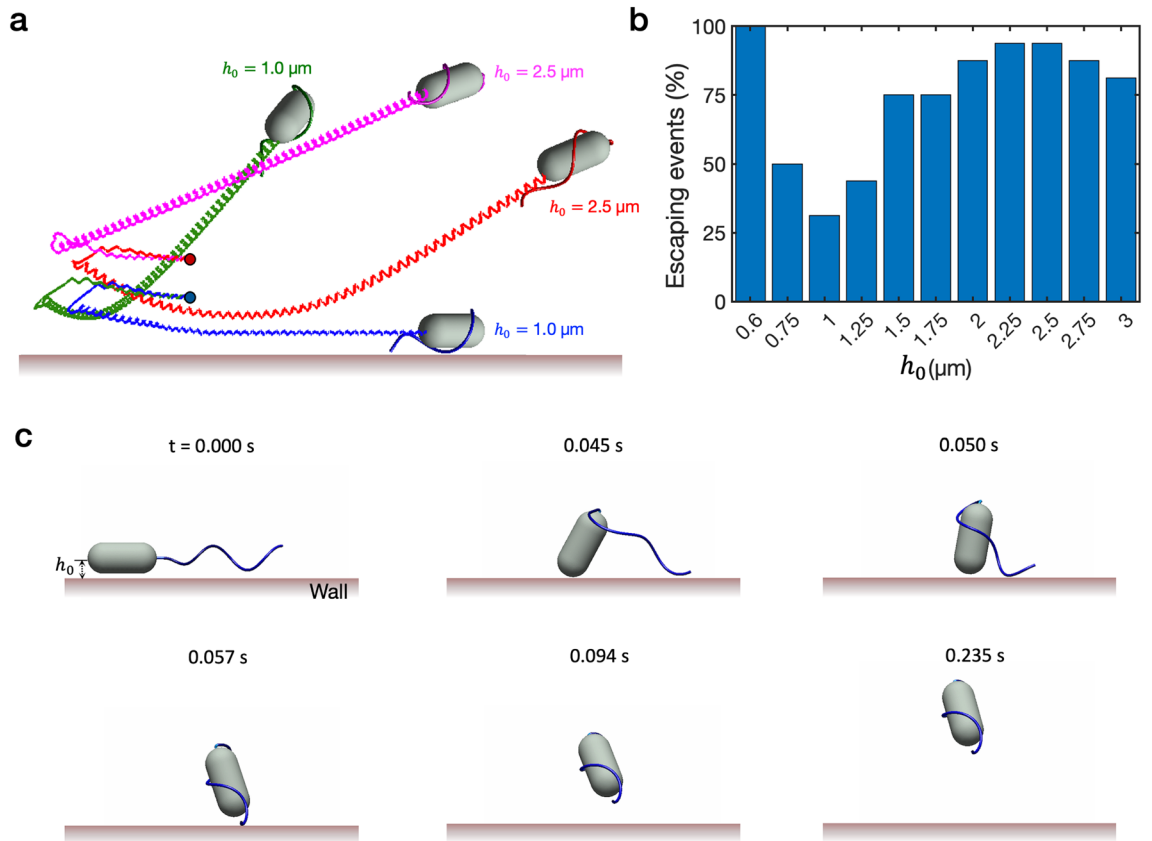 a
h₀ = 1.0 µm
h₀ = 2.5 µm
h₀ = 2.5 µm
h₀ = 1.0 µm
b
Escaping events (%)
100
75
50
25
0
0.6
0.75
1
1.25
1.5
1.75
2
2.25
2.5
2.75
3
h₀(µm)
c
t = 0.000 s
0.045 s
0.050 s
h₀
Wall
0.057 s
0.094 s
0.235 s